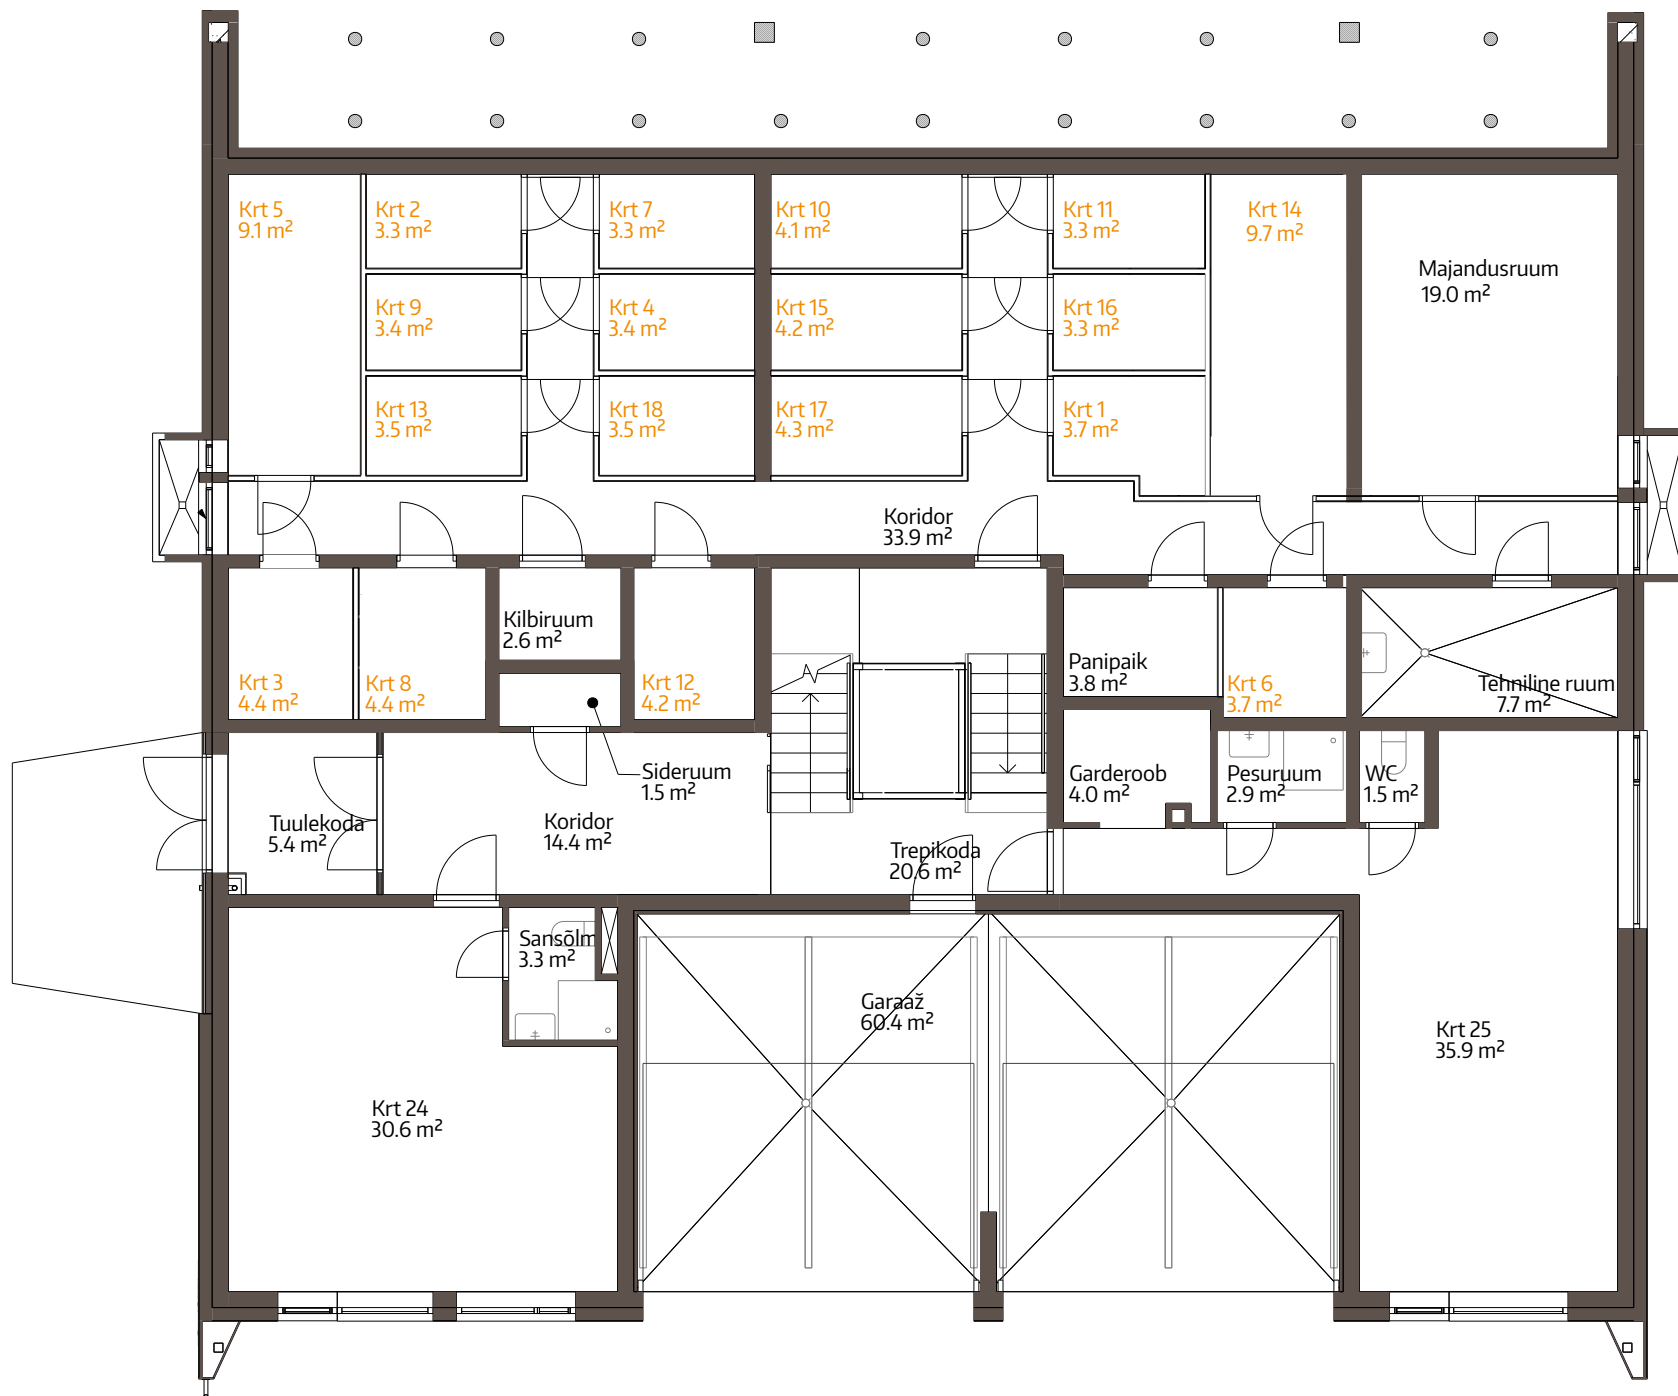 Krt 5
9.1 m²
Krt 2
3.3 m²
Krt 7
3.3 m²
Krt 10
4.1 m²
Krt 11
3.3 m²
Krt 14
9.7 m²
Majandusruum
19.0 m²
Krt 9
3.4 m²
Krt 4
3.4 m²
Krt 15
4.2 m²
Krt 16
3.3 m²
Krt 13
3.5 m²
Krt 18
3.5 m²
Krt 17
4.3 m²
Krt 1
3.7 m²
Koridor
33.9 m²
Kilbiruum
2.6 m²
Krt 3
4.4 m²
Krt 8
4.4 m²
Krt 12
4.2 m²
Panipaik
3.8 m²
Krt 6
3.7 m²
Tehniline ruum
7.7 m²
Sideruum
1.5 m²
Garderoob
4.0 m²
Pesuruum
2.9 m²
WC
1.5 m²
Tuulekoda
5.4 m²
Koridor
14.4 m²
Trepikoda
20.6 m²
Sansõlm
3.3 m²
Garaaž
60.4 m²
Krt 25
35.9 m²
Krt 24
30.6 m²